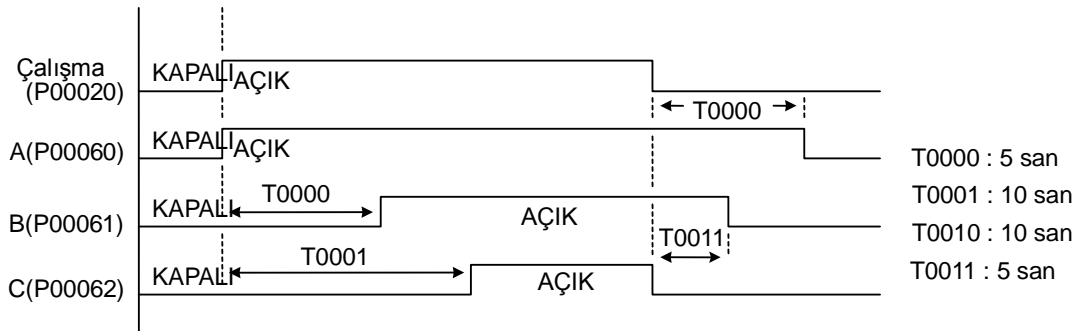 Çalışma
(P00020)
KAPALI
AÇIK
T0000
A(P00060)
KAPALI
AÇIK
T0000 : 5 san
T0000
T0001 : 10 san
B(P00061)
KAPALI
AÇIK
T0010 : 10 san
T0011
T0001
T0011 : 5 san
C(P00062)
KAPALI
AÇIK